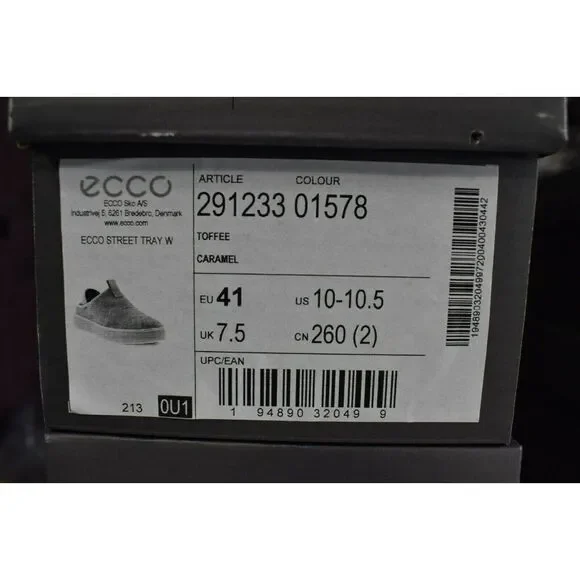 ecco
ECCO Sko A/S
Industrivej 5, 6261 Bredebro, Denmark
www.ecco.com
ECCO STREET TRAY W
213 0U1
ARTICLE COLOUR
291233 01578
TOFFEE
CARAMEL
EU 41 US 10-10.5
UK 7.5 CN 260 (2)
UPC/EAN
1 94890 32049 9
1948903204997200400430442